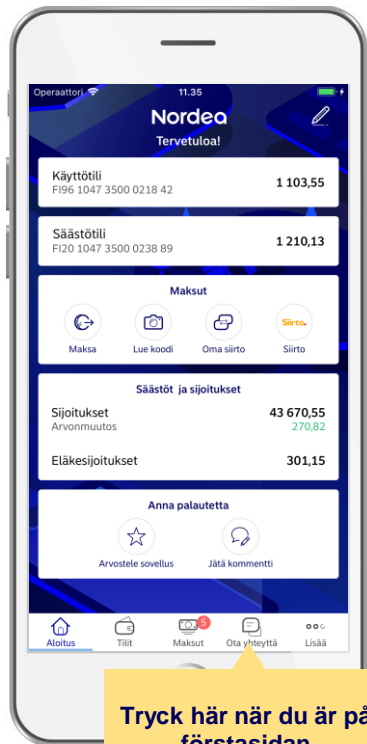 Operaattori 11.35
Nordea
Tervetuloa!
Käyttötili
FI96 1047 3500 0218 42
1 103,55
Säästötili
FI20 1047 3500 0238 89
1 210,13
Maksut
Siirto.
Maksa Lue koodi Oma siirto Siirto
Säästöt ja sijoitukset
Sijoitukset 43 670,55
Arvonmuutos 270,82
Eläkesijoitukset 301,15
Anna palautetta
Arvostele sovellus Jätä kommentti
5
Aloitus Tilit Maksut Ota yhteyttä Lisää
Tryck här när du är på
förstasidan